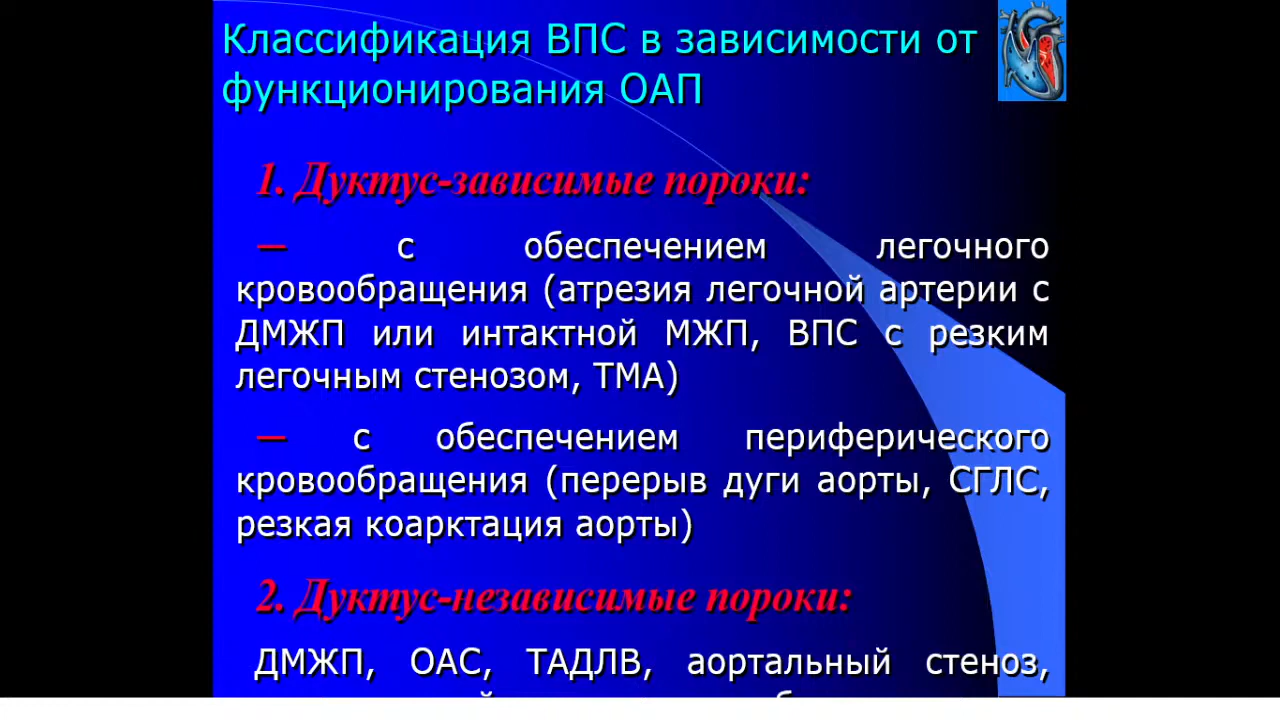 Классификация ВПС в зависимости от
функционирования ОАП
1. Дуктус-зависимые пороки:
— с обеспечением легочного
кровообращения (атрезия легочной артерии с
ДМЖП или интактной МЖП, ВПС с резким
легочным стенозом, ТМА)
— с обеспечением периферического
кровообращения (перерыв дуги аорты, СГЛС,
резкая коарктация аорты)
2. Дуктус-независимые пороки:
ДМЖП, ОАС, ТАДЛВ, аортальный стеноз,